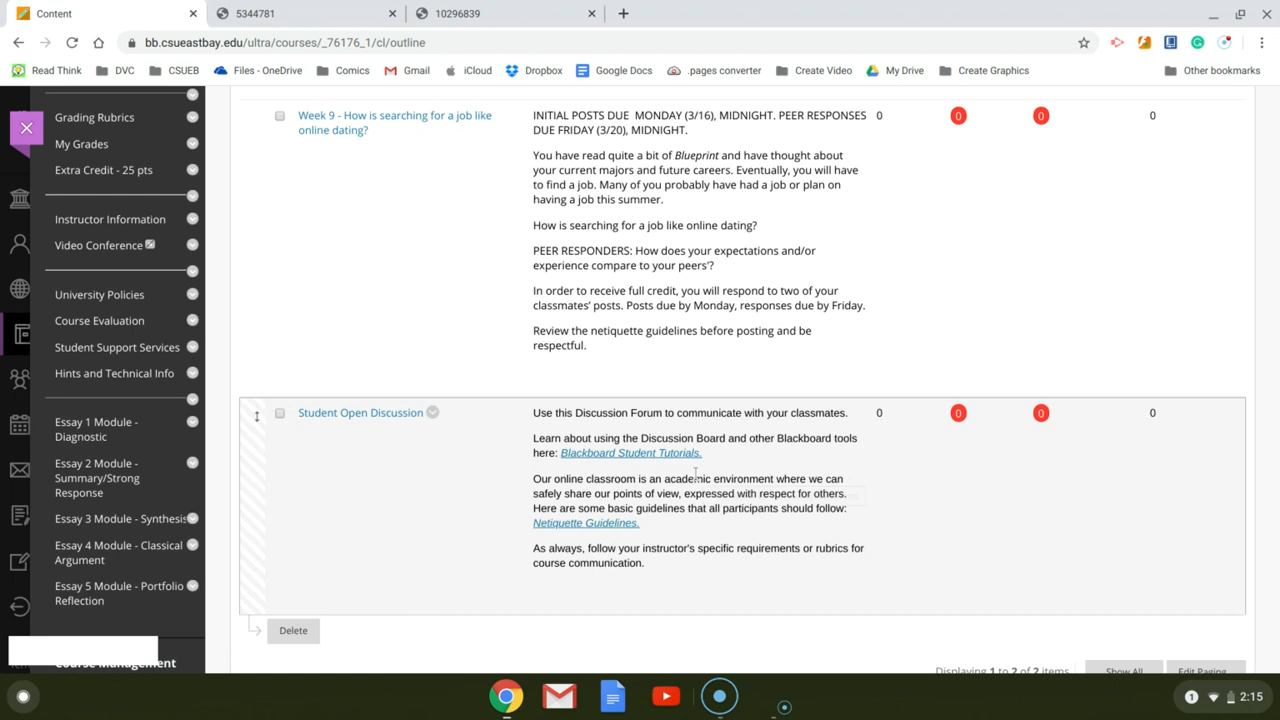 Content
5344781
10296839
bb.csueastbay.edu/ultra/courses/_76176_1/cl/outline
Read Think
DVC
CSUEB
Files - OneDrive
Comics
Gmail
iCloud
Dropbox
Google Docs
.pages converter
Create Video
My Drive
Create Graphics
Other bookmarks
Grading Rubrics
My Grades
Extra Credit - 25 pts
Instructor Information
Video Conference
University Policies
Course Evaluation
Student Support Services
Hints and Technical Info
Essay 1 Module -
Diagnostic
Essay 2 Module -
Summary/Strong
Response
Essay 3 Module - Synthesis
Essay 4 Module - Classical
Argument
Essay 5 Module - Portfolio
Reflection
Course Management
Week 9 - How is searching for a job like
online dating?
INITIAL POSTS DUE MONDAY (3/16), MIDNIGHT. PEER RESPONSES
DUE FRIDAY (3/20), MIDNIGHT.
You have read quite a bit of Blueprint and have thought about
your current majors and future careers. Eventually, you will have
to find a job. Many of you probably have had a job or plan on
having a job this summer.
How is searching for a job like online dating?
PEER RESPONDERS: How does your expectations and/or
experience compare to your peers'?
In order to receive full credit, you will respond to two of your
classmates' posts. Posts due by Monday, responses due by Friday.
Review the netiquette guidelines before posting and be
respectful.
0 0 0 0
Student Open Discussion
Use this Discussion Forum to communicate with your classmates.
Learn about using the Discussion Board and other Blackboard tools
here: Blackboard Student Tutorials.
Our online classroom is an academic environment where we can
safely share our points of view, expressed with respect for others.
Here are some basic guidelines that all participants should follow:
Netiquette Guidelines.
As always, follow your instructor's specific requirements or rubrics for
course communication.
0 0 0 0
Delete
Displaying 1 to 2 of 2 items
Show All
Edit Paging
1
2:15